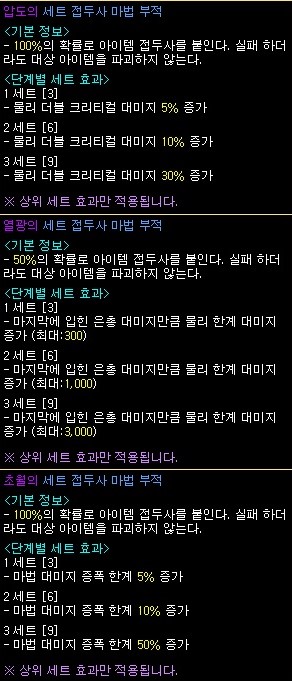 압도의 세트 접두사 마법 부적
<기본 정보>
- 100%의 확률로 아이템 접두사를 붙인다. 실패 하더
라도 대상 아이템을 파괴하지 않는다.
<단계별 세트 효과>
1 세트 [3]
- 물리 더블 크리티컬 대미지 5% 증가
2 세트 [6]
- 물리 더블 크리티컬 대미지 10% 증가
3 세트 [9]
- 물리 더블 크리티컬 대미지 30% 증가
※ 상위 세트 효과만 적용됩니다.
열광의 세트 접두사 마법 부적
<기본 정보>
- 50%의 확률로 아이템 접두사를 붙인다. 실패 하더
라도 대상 아이템을 파괴하지 않는다.
<단계별 세트 효과>
1 세트 [3]
- 마지막에 입힌 은총 대미지만큼 물리 한계 대미지
증가 (최대:300)
2 세트 [6]
- 마지막에 입힌 은총 대미지만큼 물리 한계 대미지
증가 (최대:1,000)
3 세트 [9]
- 마지막에 입힌 은총 대미지만큼 물리 한계 대미지
증가 (최대:3,000)
※ 상위 세트 효과만 적용됩니다.
초월의 세트 접두사 마법 부적
<기본 정보>
- 100%의 확률로 아이템 접두사를 붙인다. 실패 하더
라도 대상 아이템을 파괴하지 않는다.
<단계별 세트 효과>
1 세트 [3]
- 마법 대미지 증폭 한계 5% 증가
2 세트 [6]
- 마법 대미지 증폭 한계 10% 증가
3 세트 [9]
- 마법 대미지 증폭 한계 50% 증가
※ 상위 세트 효과만 적용됩니다.